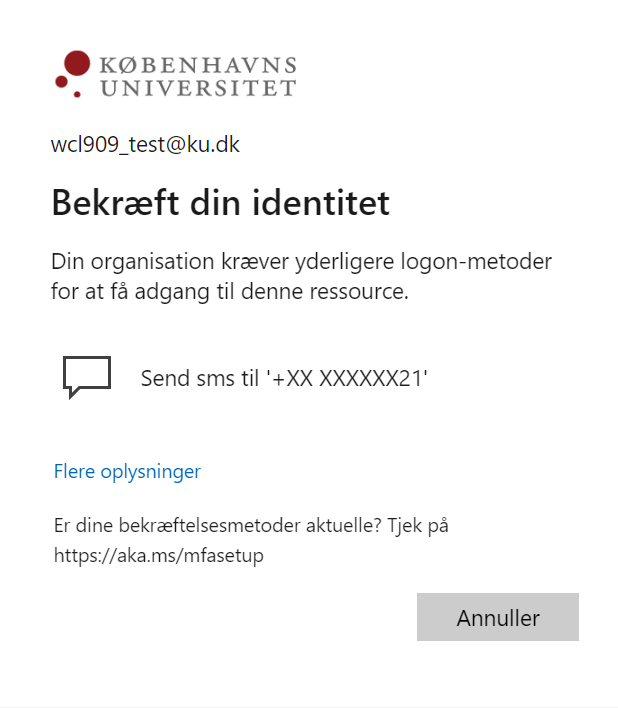 KØBENHAVNS
UNIVERSITET
wcl909_test@ku.dk
Bekræft din identitet
Din organisation kræver yderligere logon-metoder
for at få adgang til denne ressource.
Send sms til '+XX XXXXXX21'
Flere oplysninger
Er dine bekræftelsesmetoder aktuelle? Tjek på
https://aka.ms/mfasetup
Annuller